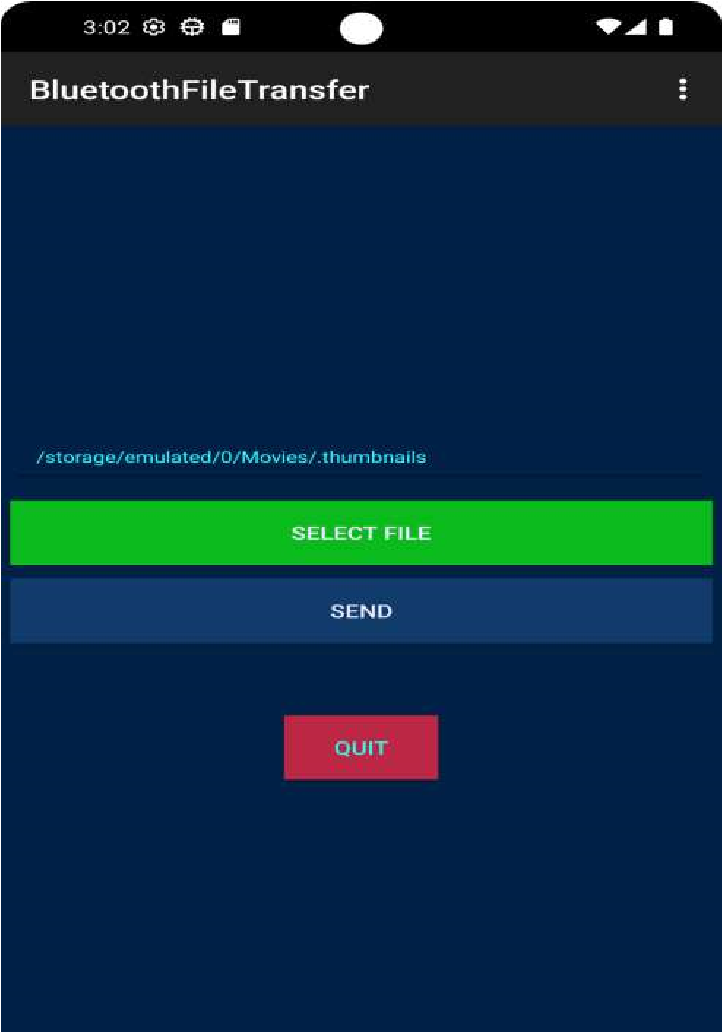 3:02
BluetoothFileTransfer
/storage/emulated/0/Movies/.thumbnails
SELECT FILE
SEND
QUIT